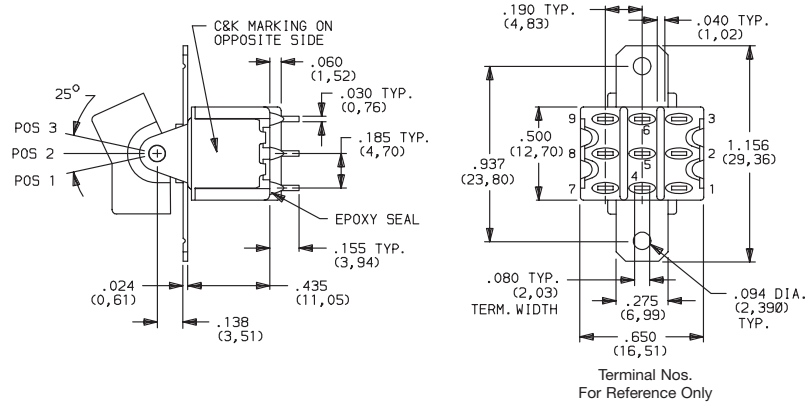 C&K MARKING ON
OPPOSITE SIDE
.060
(1,52)
.030 TYP.
(0,76)
25°
POS 3
POS 2
POS 1
.185 TYP.
(4,70)
EPOXY SEAL
.155 TYP.
(3,94)
.024
(0,61)
.435
(11,05)
.138
(3,51)
.190 TYP.
(4,83)
.040 TYP.
(1,02)
9
6
3
.500
(12,70)
1.156
(29,36)
.937
(23,80)
8
5
2
7
4
1
.080 TYP.
(2,03)
TERM. WIDTH
.275
(6,99)
.094 DIA.
(2,390)
TYP.
.650
(16,51)
Terminal Nos.
For Reference Only